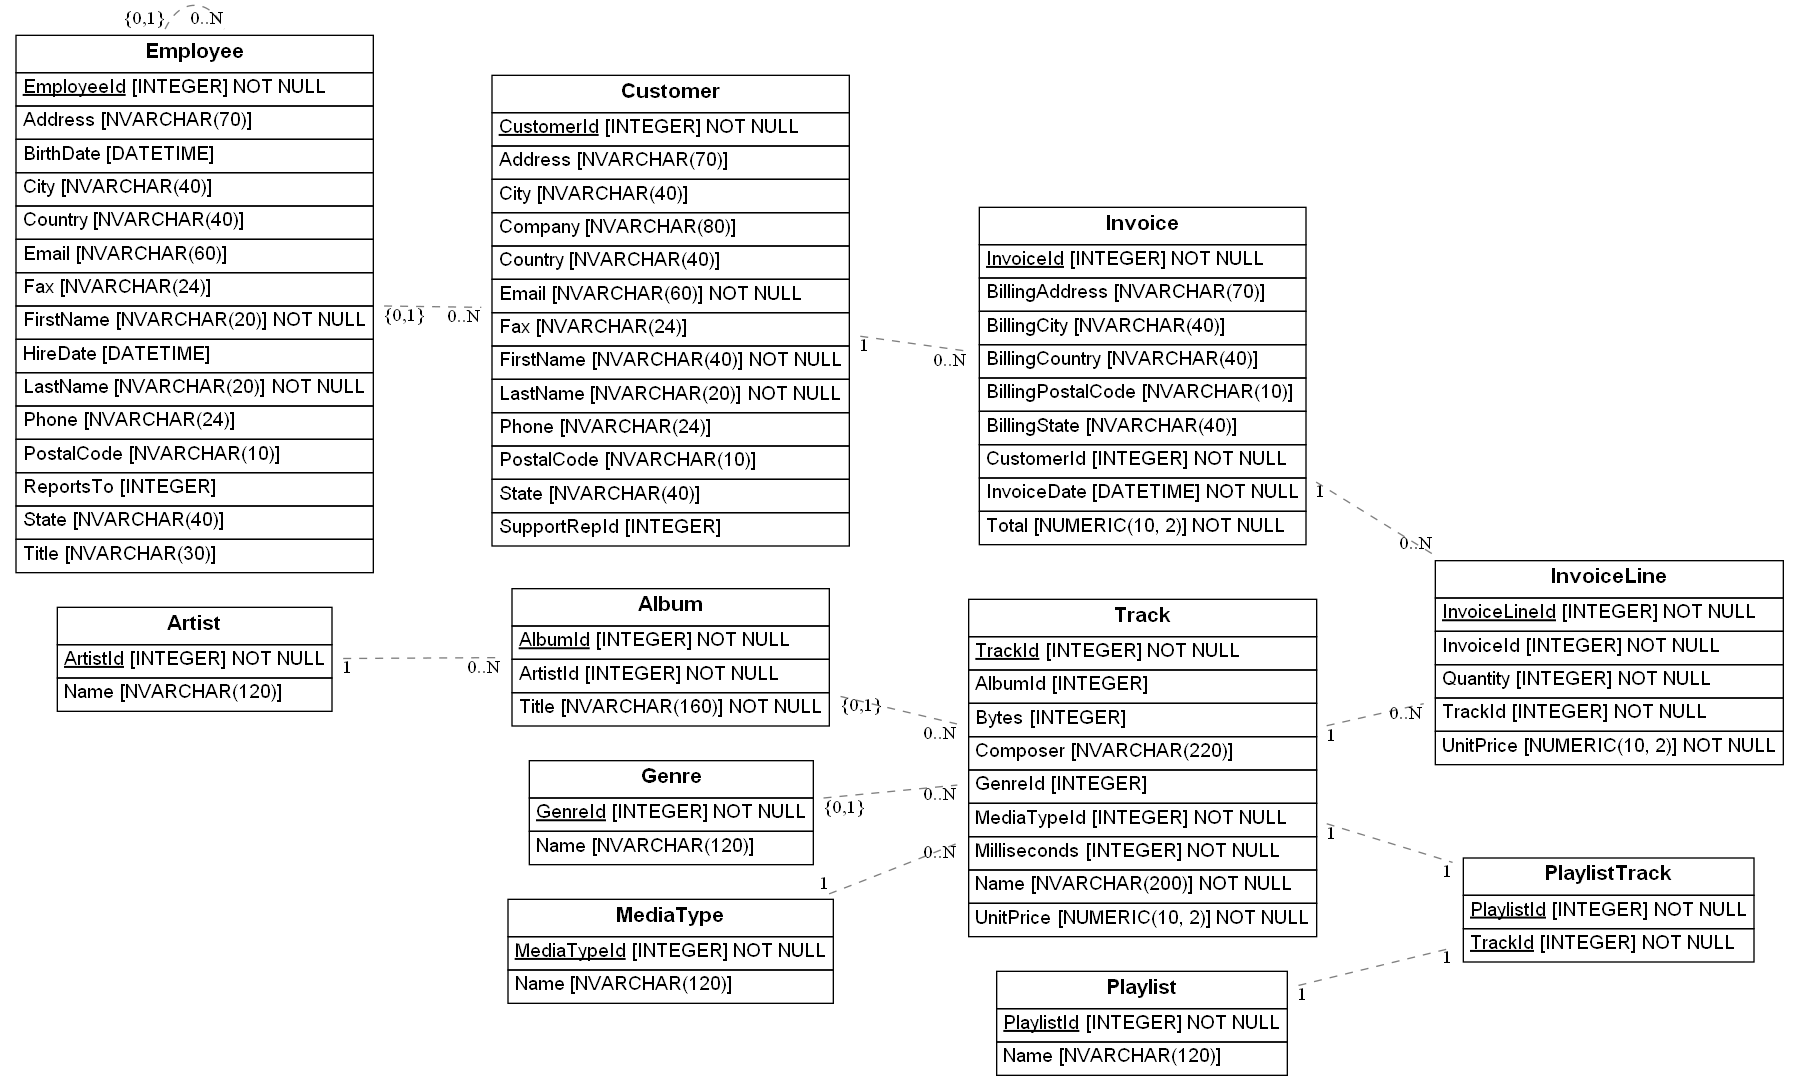 {0,1}
0..N
Employee
EmployeeId [INTEGER] NOT NULL
Address [NVARCHAR(70)]
BirthDate [DATETIME]
City [NVARCHAR(40)]
Country [NVARCHAR(40)]
Email [NVARCHAR(60)]
Fax [NVARCHAR(24)]
FirstName [NVARCHAR(20)] NOT NULL
HireDate [DATETIME]
LastName [NVARCHAR(20)] NOT NULL
Phone [NVARCHAR(24)]
PostalCode [NVARCHAR(10)]
ReportsTo [INTEGER]
State [NVARCHAR(40)]
Title [NVARCHAR(30)]
{0,1}
0..N
Customer
CustomerId [INTEGER] NOT NULL
Address [NVARCHAR(70)]
City [NVARCHAR(40)]
Company [NVARCHAR(80)]
Country [NVARCHAR(40)]
Email [NVARCHAR(60)] NOT NULL
Fax [NVARCHAR(24)]
FirstName [NVARCHAR(40)] NOT NULL
LastName [NVARCHAR(20)] NOT NULL
Phone [NVARCHAR(24)]
PostalCode [NVARCHAR(10)]
State [NVARCHAR(40)]
SupportRepId [INTEGER]
1
0..N
Invoice
InvoiceId [INTEGER] NOT NULL
BillingAddress [NVARCHAR(70)]
BillingCity [NVARCHAR(40)]
BillingCountry [NVARCHAR(40)]
BillingPostalCode [NVARCHAR(10)]
BillingState [NVARCHAR(40)]
CustomerId [INTEGER] NOT NULL
InvoiceDate [DATETIME] NOT NULL
Total [NUMERIC(10, 2)] NOT NULL
1
0..N
InvoiceLine
InvoiceLineId [INTEGER] NOT NULL
InvoiceId [INTEGER] NOT NULL
Quantity [INTEGER] NOT NULL
TrackId [INTEGER] NOT NULL
UnitPrice [NUMERIC(10, 2)] NOT NULL
Artist
ArtistId [INTEGER] NOT NULL
Name [NVARCHAR(120)]
1
0..N
Album
AlbumId [INTEGER] NOT NULL
ArtistId [INTEGER] NOT NULL
Title [NVARCHAR(160)] NOT NULL
{0,1}
0..N
Genre
GenreId [INTEGER] NOT NULL
Name [NVARCHAR(120)]
{0,1}
0..N
MediaType
MediaTypeId [INTEGER] NOT NULL
Name [NVARCHAR(120)]
1
0..N
Track
TrackId [INTEGER] NOT NULL
AlbumId [INTEGER]
Bytes [INTEGER]
Composer [NVARCHAR(220)]
GenreId [INTEGER]
MediaTypeId [INTEGER] NOT NULL
Milliseconds [INTEGER] NOT NULL
Name [NVARCHAR(200)] NOT NULL
UnitPrice [NUMERIC(10, 2)] NOT NULL
1
0..N
1
1
PlaylistTrack
PlaylistId [INTEGER] NOT NULL
TrackId [INTEGER] NOT NULL
1
1
Playlist
PlaylistId [INTEGER] NOT NULL
Name [NVARCHAR(120)]